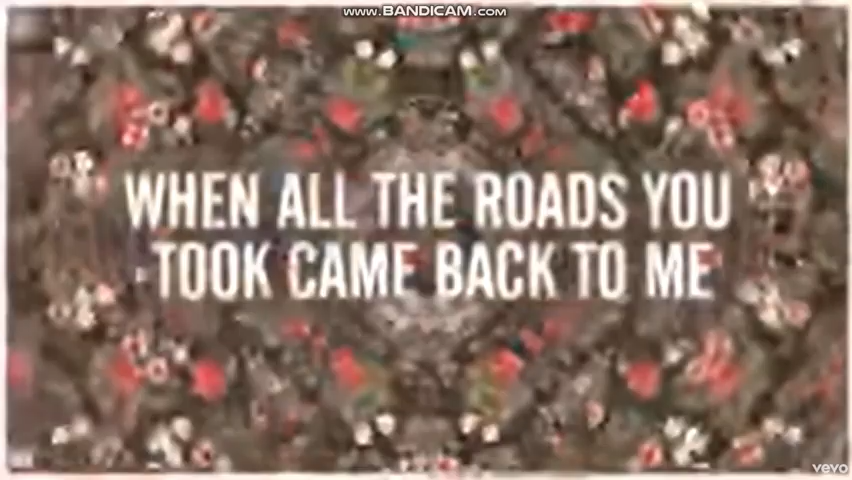 www.BANDICAM.com
WHEN ALL THE ROADS YOU
TOOK CAME BACK TO ME
vevo